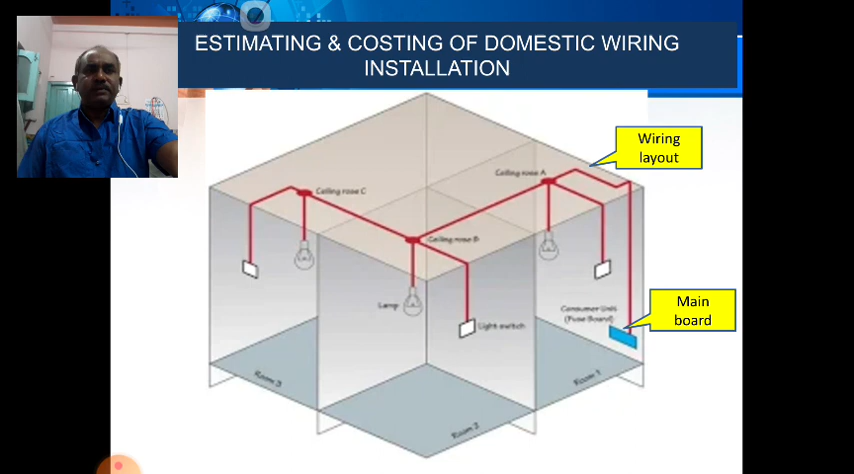 ESTIMATING & COSTING OF DOMESTIC WIRING
INSTALLATION
Wiring
layout
Ceiling rose A
Ceiling rose C
Ceiling rose B
Main
board
Consumer Unit
(Fuse Board)
Lamp
Light switch
Room 3
Room 1
Room 2